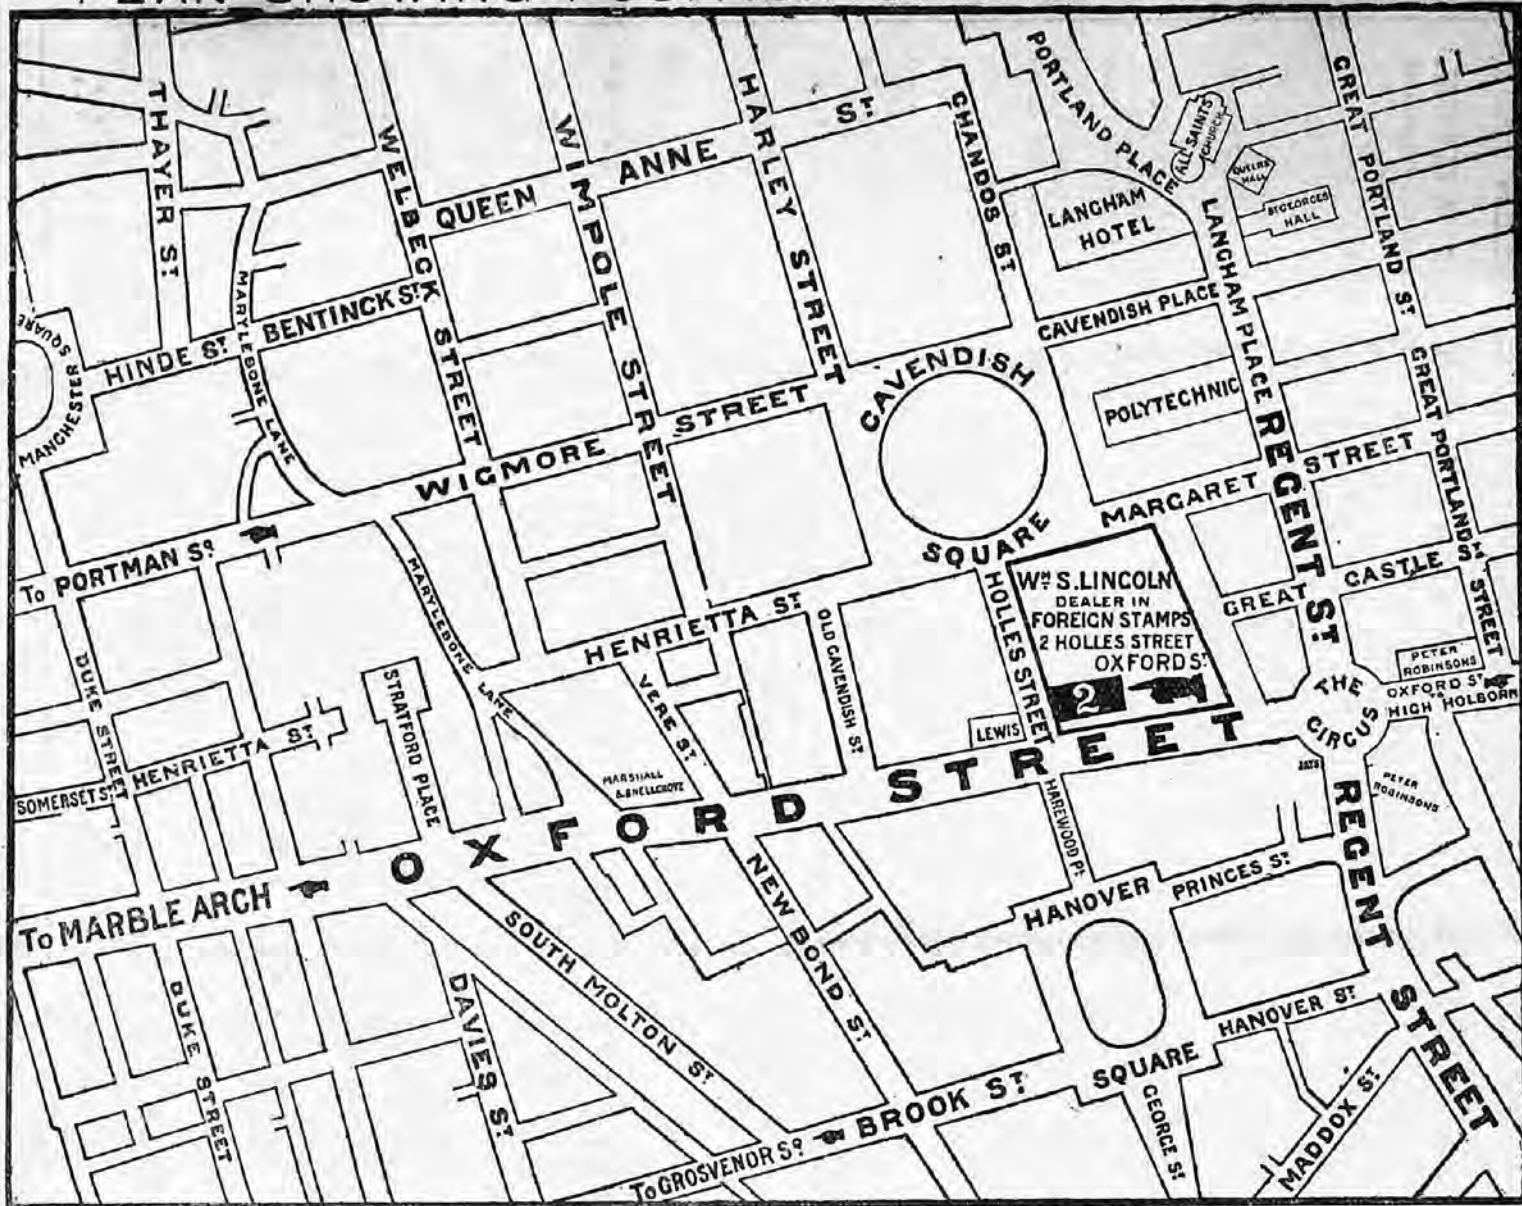 THAYER ST
WELBECK STREET
WIMPOLE STREET
HARLEY STREET
QUEEN ANNE ST
CHANDOS ST
PORTLAND PLACE
ALL SAINTS CHURCH
QUEENS HALL
ST GEORGES HALL
GREAT PORTLAND ST
LANGHAM HOTEL
LANGHAM PLACE
MANCHESTER SQUARE
HINDE ST
BENTINCK ST
MARYLEBONE LANE
CAVENDISH PLACE
CAVENDISH SQUARE
POLYTECHNIC
REGENT ST
GREAT PORTLAND STREET
WIGMORE STREET
MARGARET STREET
To PORTMAN SQ
GREAT CASTLE ST
MARYLEBONE LANE
HENRIETTA ST
OLD CAVENDISH ST
HOLLES STREET
WM S. LINCOLN
DEALER IN
FOREIGN STAMPS
2 HOLLES STREET
OXFORD ST
2
LEWIS
THE CIRCUS
PETER ROBINSONS
OXFORD ST
TO
HIGH HOLBORN
DUKE STREET
STRATFORD PLACE
VERE ST
MARSHALL
& SNELLGROVE
HENRIETTA ST
SOMERSET ST
OXFORD STREET
JAYS
PETER ROBINSONS
HAREWOOD PL
To MARBLE ARCH
SOUTH MOLTON ST
NEW BOND ST
HANOVER SQUARE
PRINCES ST
REGENT STREET
DUKE STREET
DAVIES ST
HANOVER ST
BROOK ST
GEORGE ST
MADDOX ST
To GROSVENOR SQ